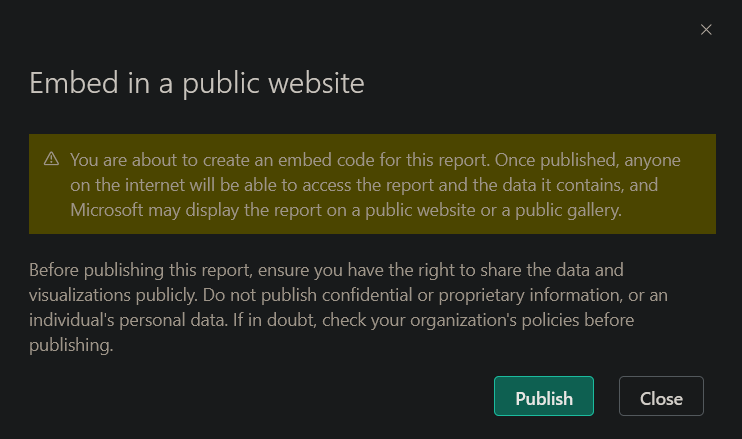 Embed in a public website
You are about to create an embed code for this report. Once published, anyone
on the internet will be able to access the report and the data it contains, and
Microsoft may display the report on a public website or a public gallery.
Before publishing this report, ensure you have the right to share the data and
visualizations publicly. Do not publish confidential or proprietary information, or an
individual's personal data. If in doubt, check your organization's policies before
publishing.
Publish
Close